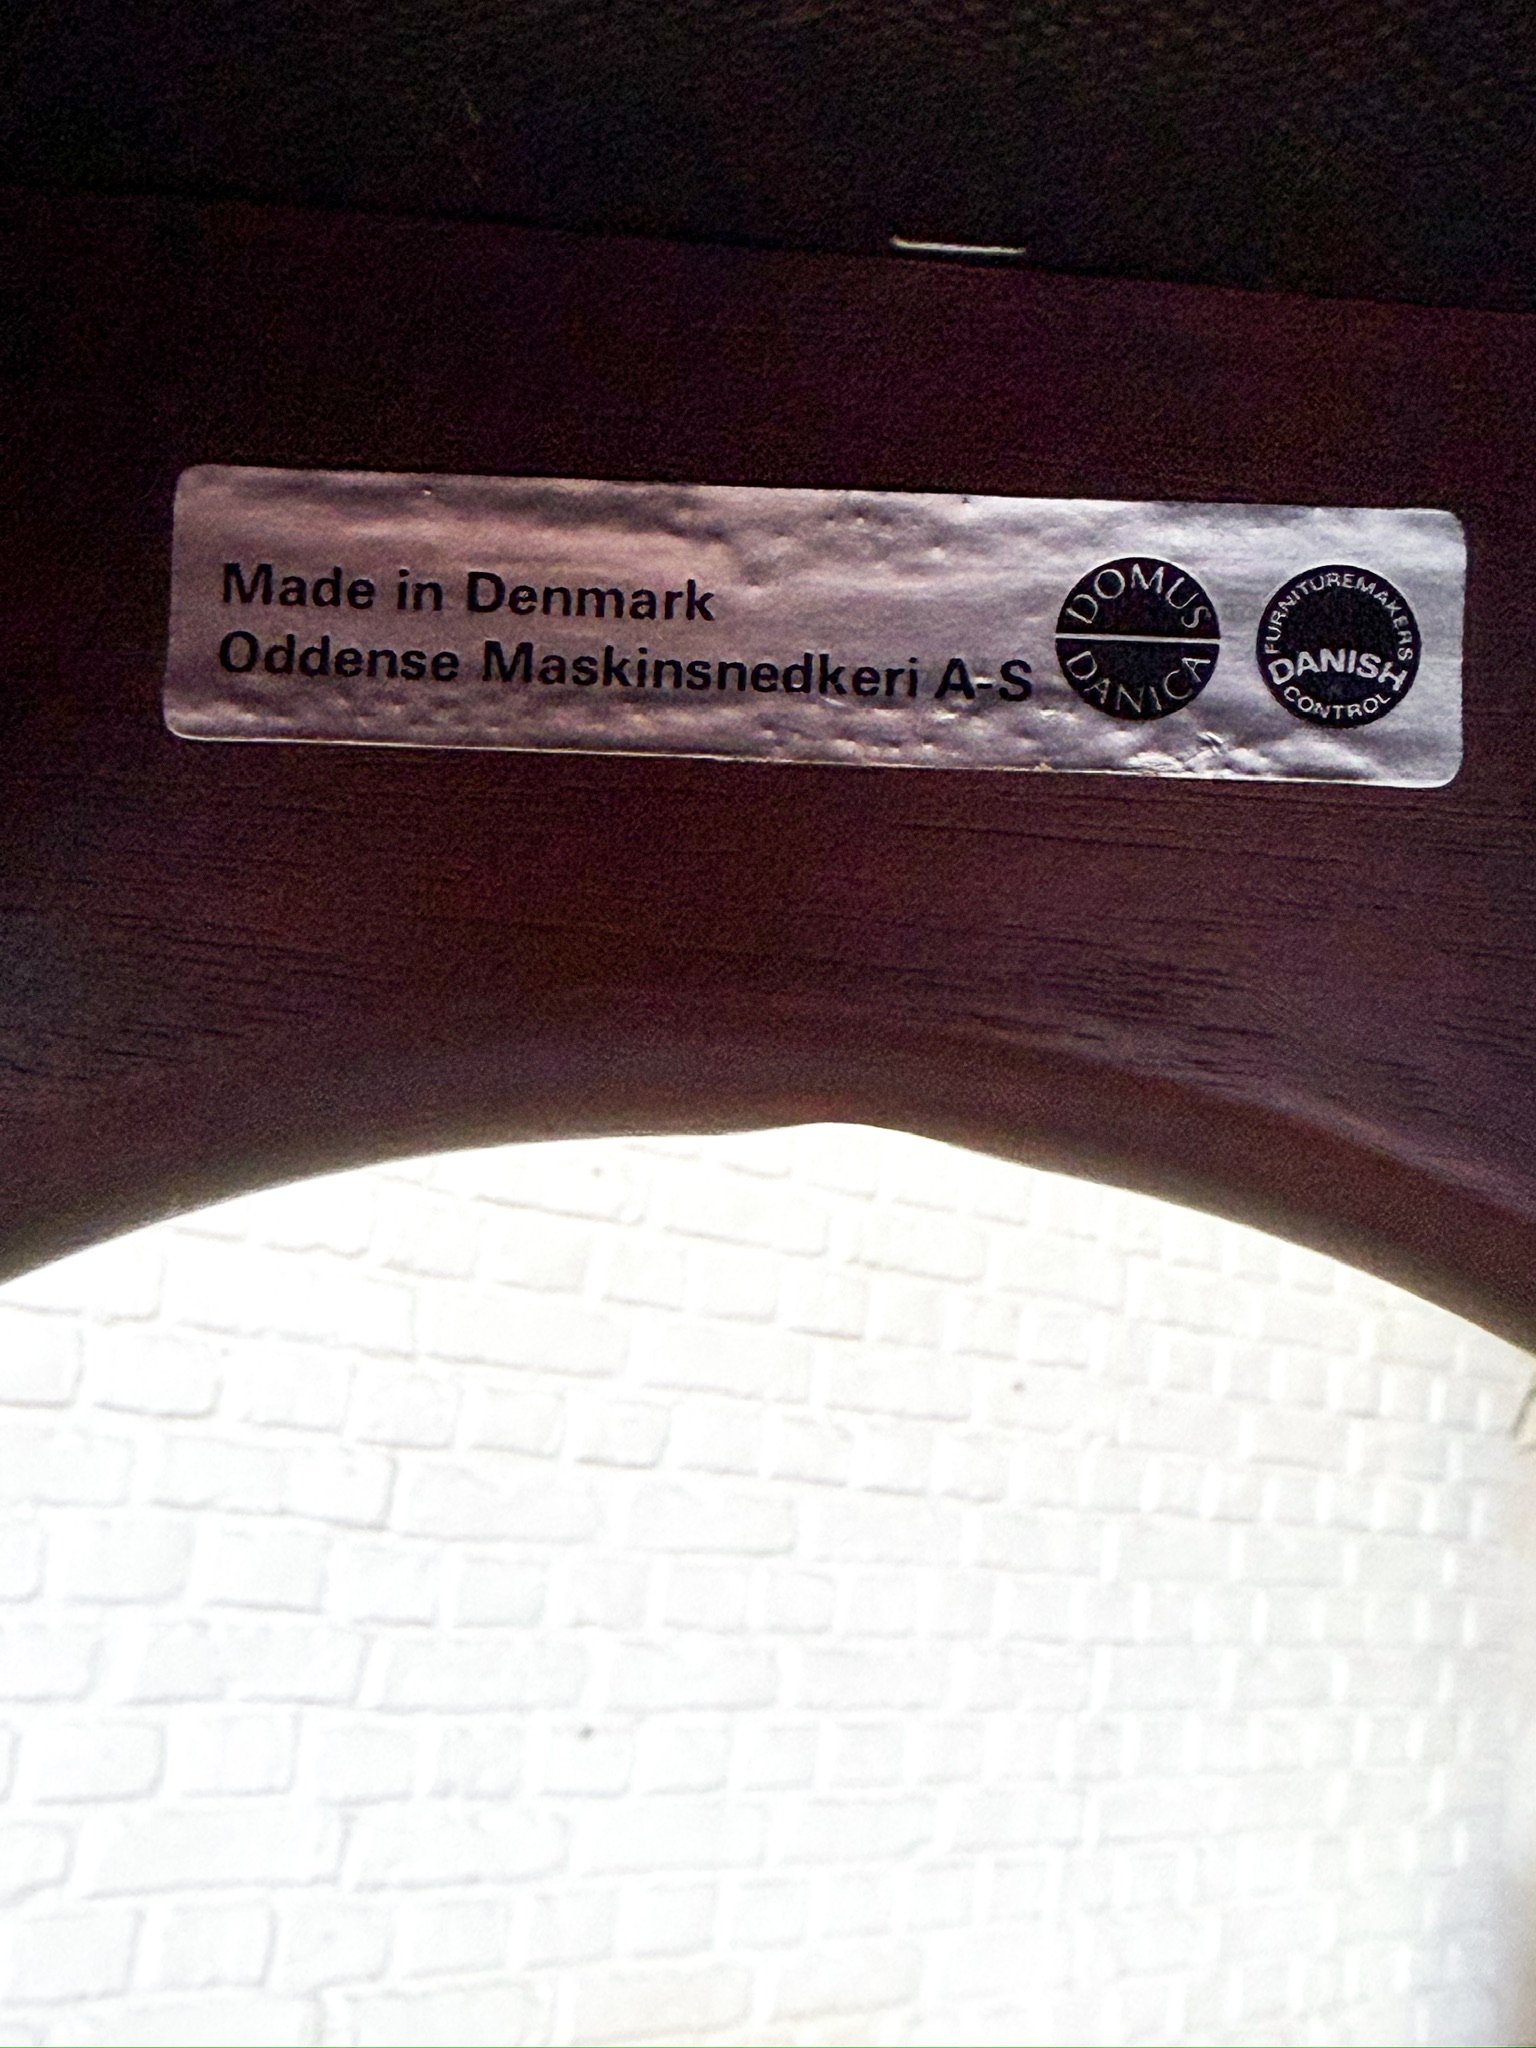 Made in Denmark
Oddense Maskinsnedkeri A-S
DOMUS
DANICA
FURNITUREMAKERS
DANISH
CONTROL